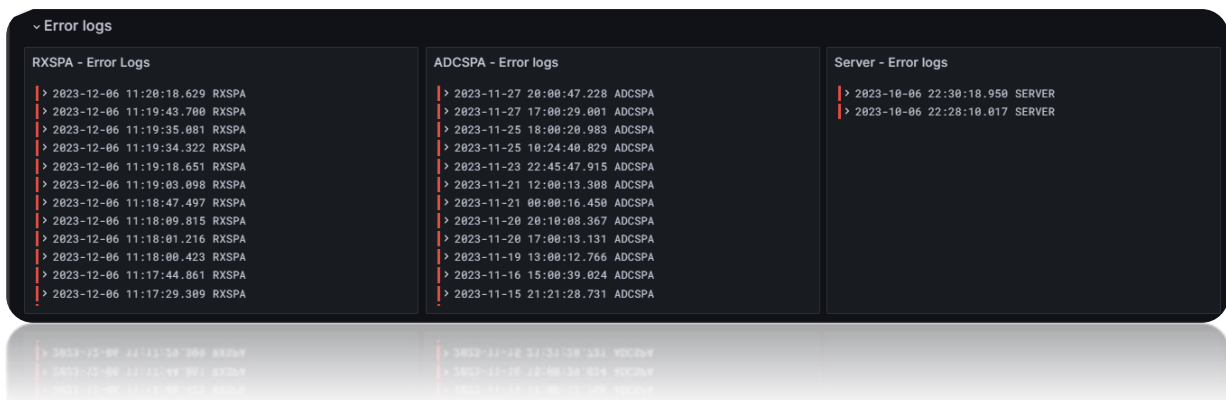 Error logs
RXSPA - Error Logs
2023-12-06 11:20:18.629 RXSPA
2023-12-06 11:19:43.700 RXSPA
2023-12-06 11:19:35.081 RXSPA
2023-12-06 11:19:34.322 RXSPA
2023-12-06 11:19:18.651 RXSPA
2023-12-06 11:19:03.098 RXSPA
2023-12-06 11:18:47.497 RXSPA
2023-12-06 11:18:09.815 RXSPA
2023-12-06 11:18:01.216 RXSPA
2023-12-06 11:18:00.423 RXSPA
2023-12-06 11:17:44.861 RXSPA
2023-12-06 11:17:29.309 RXSPA
ADCSPA - Error logs
2023-11-27 20:00:47.228 ADCSPA
2023-11-27 17:00:29.001 ADCSPA
2023-11-25 18:00:20.983 ADCSPA
2023-11-25 10:24:40.829 ADCSPA
2023-11-23 22:45:47.915 ADCSPA
2023-11-21 12:00:13.308 ADCSPA
2023-11-21 00:00:16.450 ADCSPA
2023-11-20 20:10:08.367 ADCSPA
2023-11-20 17:00:13.131 ADCSPA
2023-11-19 13:00:12.766 ADCSPA
2023-11-16 15:00:39.024 ADCSPA
2023-11-15 21:21:28.731 ADCSPA
Server - Error logs
2023-10-06 22:30:18.950 SERVER
2023-10-06 22:28:10.017 SERVER